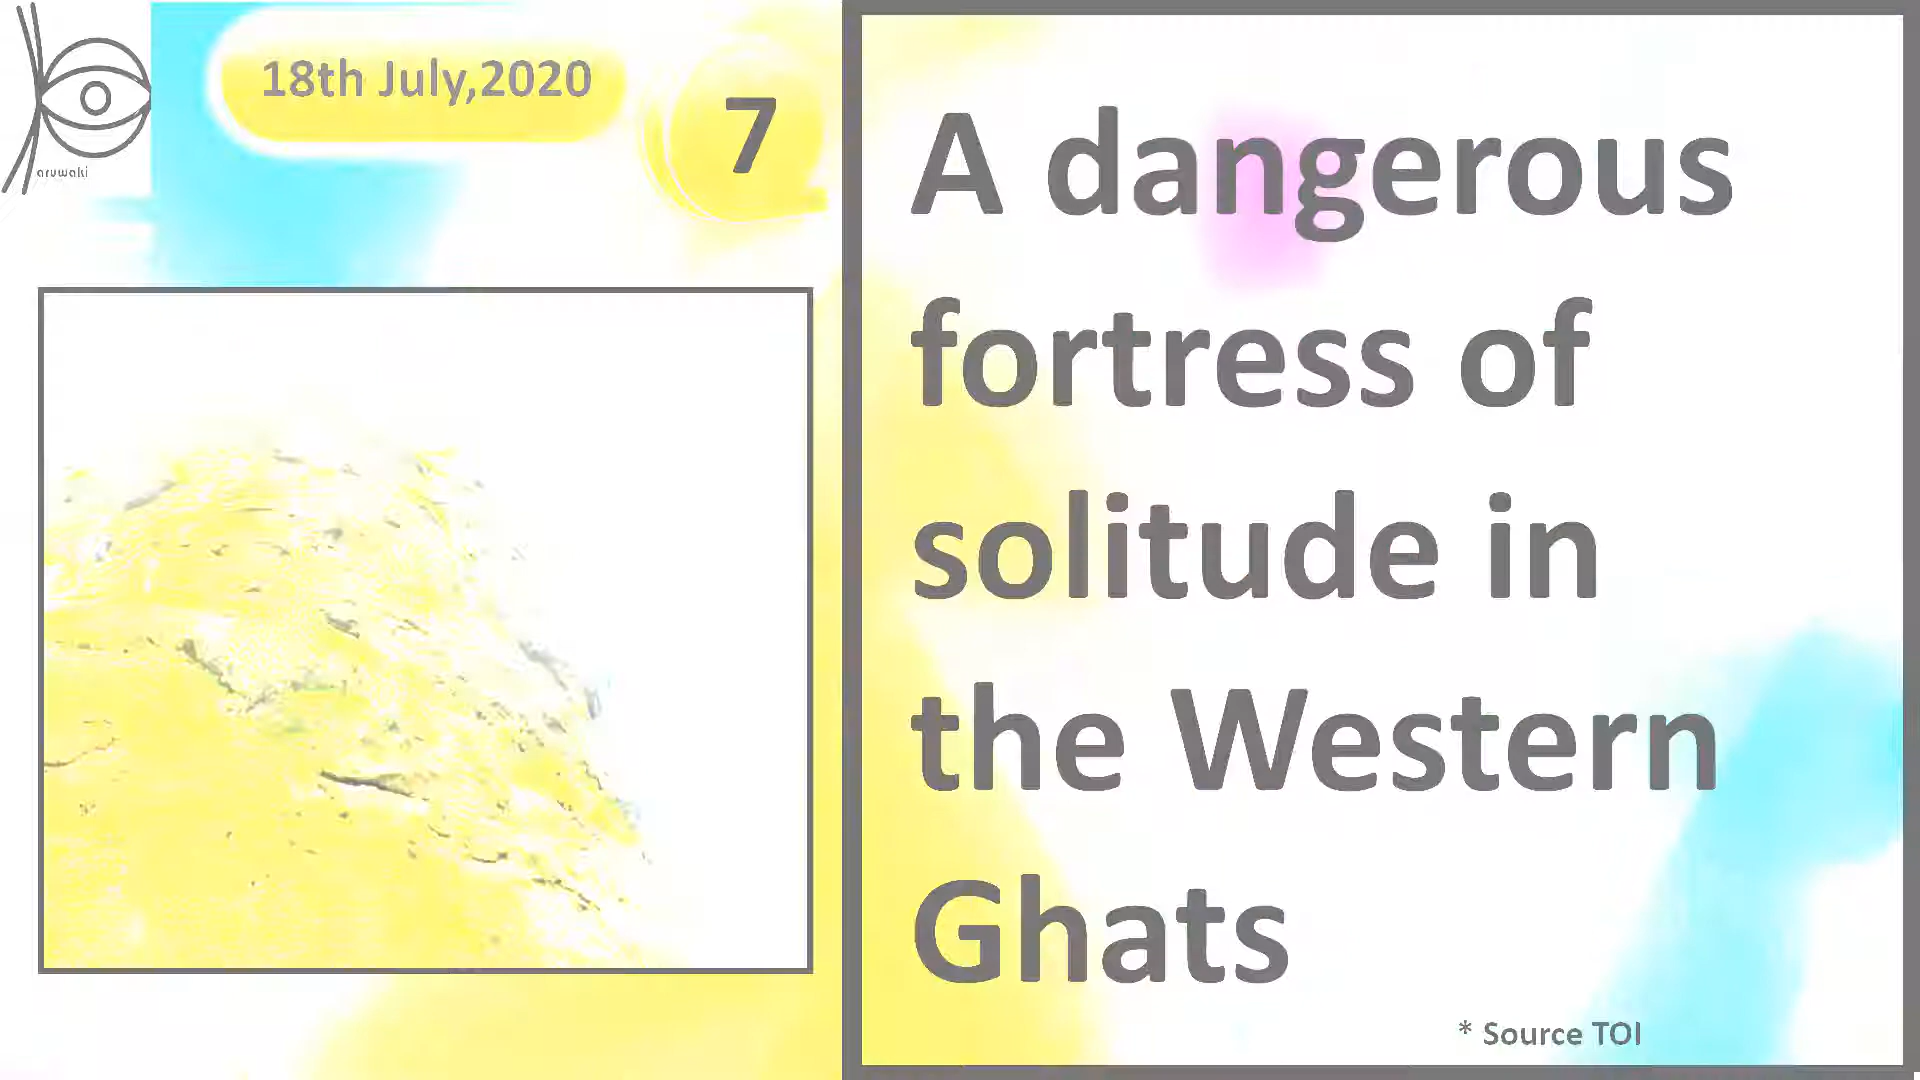 18th July,2020
7
aruwaki
A dangerous
fortress of
solitude in
the Western
Ghats
* Source TOI